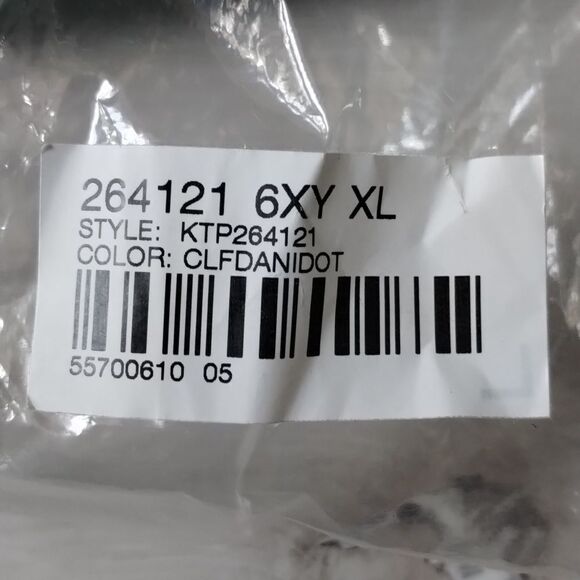 264121 6XY XL
STYLE: KTP264121
COLOR: CLFDANIDOT
55700610 05